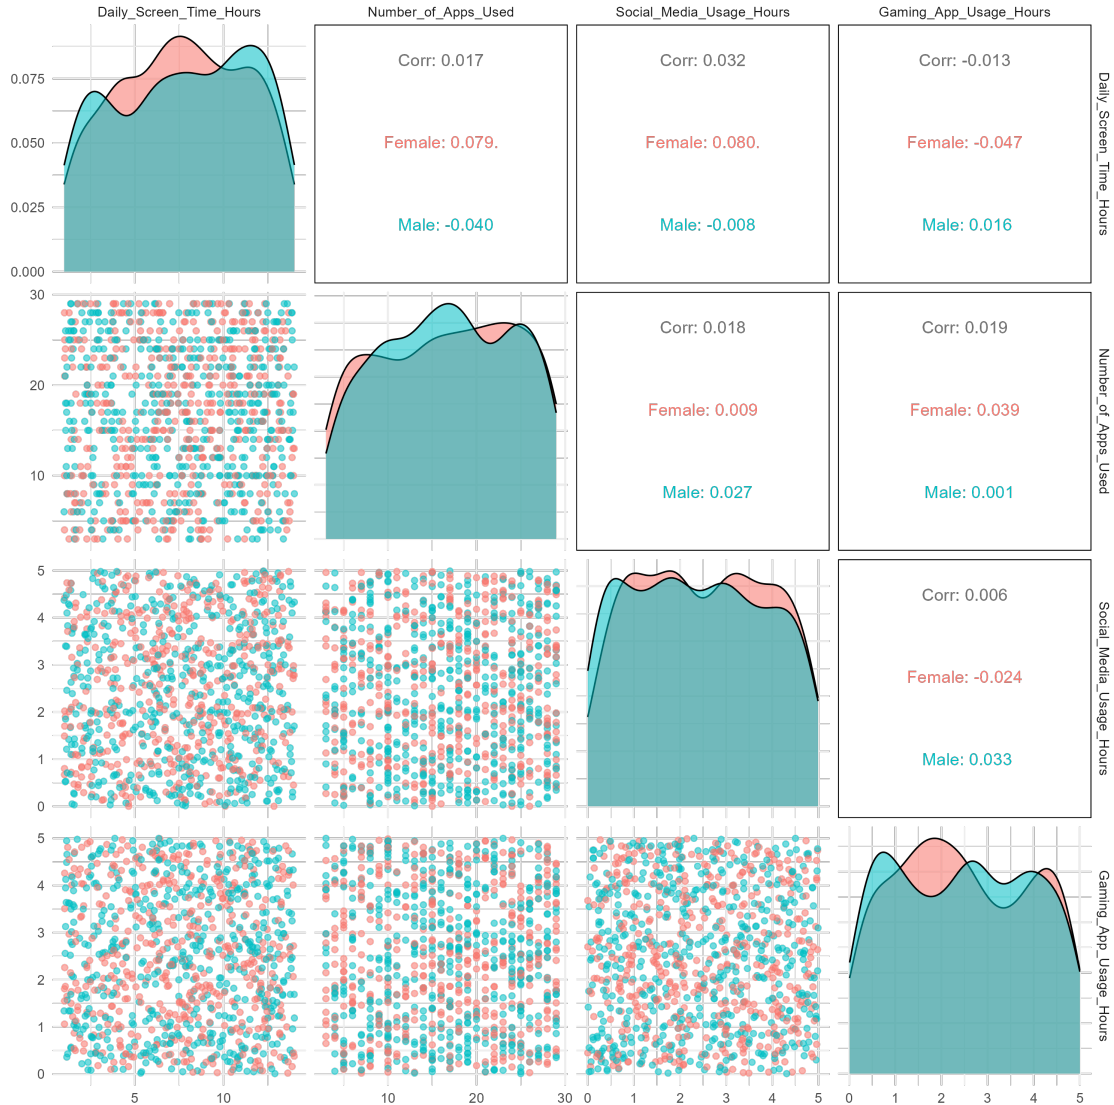 Daily_Screen_Time_Hours Number_of_Apps_Used Social_Media_Usage_Hours Gaming_App_Usage_Hours
0.075
0.050
0.025
0.000
Corr: 0.017
Female: 0.079.
Male: -0.040
Corr: 0.032
Female: 0.080.
Male: -0.008
Corr: -0.013
Female: -0.047
Male: 0.016
Daily_Screen_Time_Hours
30
20
10
Corr: 0.018
Female: 0.009
Male: 0.027
Corr: 0.019
Female: 0.039
Male: 0.001
Number_of_Apps_Used
5
4
3
2
1
0
Corr: 0.006
Female: -0.024
Male: 0.033
Social_Media_Usage_Hours
5
4
3
2
1
0
Gaming_App_Usage_Hours
5 10
10 20 30
0 1 2 3 4 5
0 1 2 3 4 5